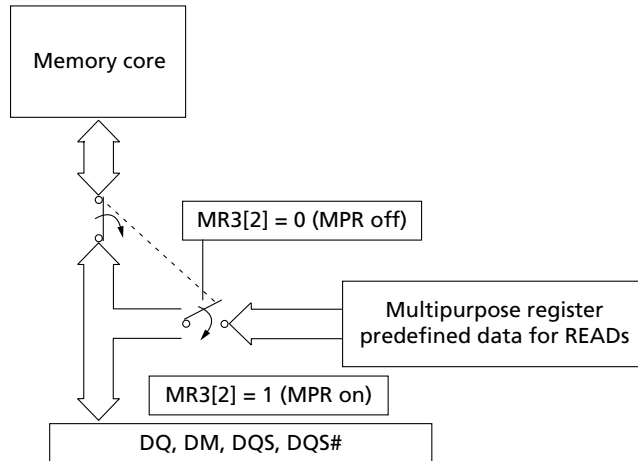 Memory core
MR3[2] = 0 (MPR off)
Multipurpose register
predefined data for READs
MR3[2] = 1 (MPR on)
DQ, DM, DQS, DQS#